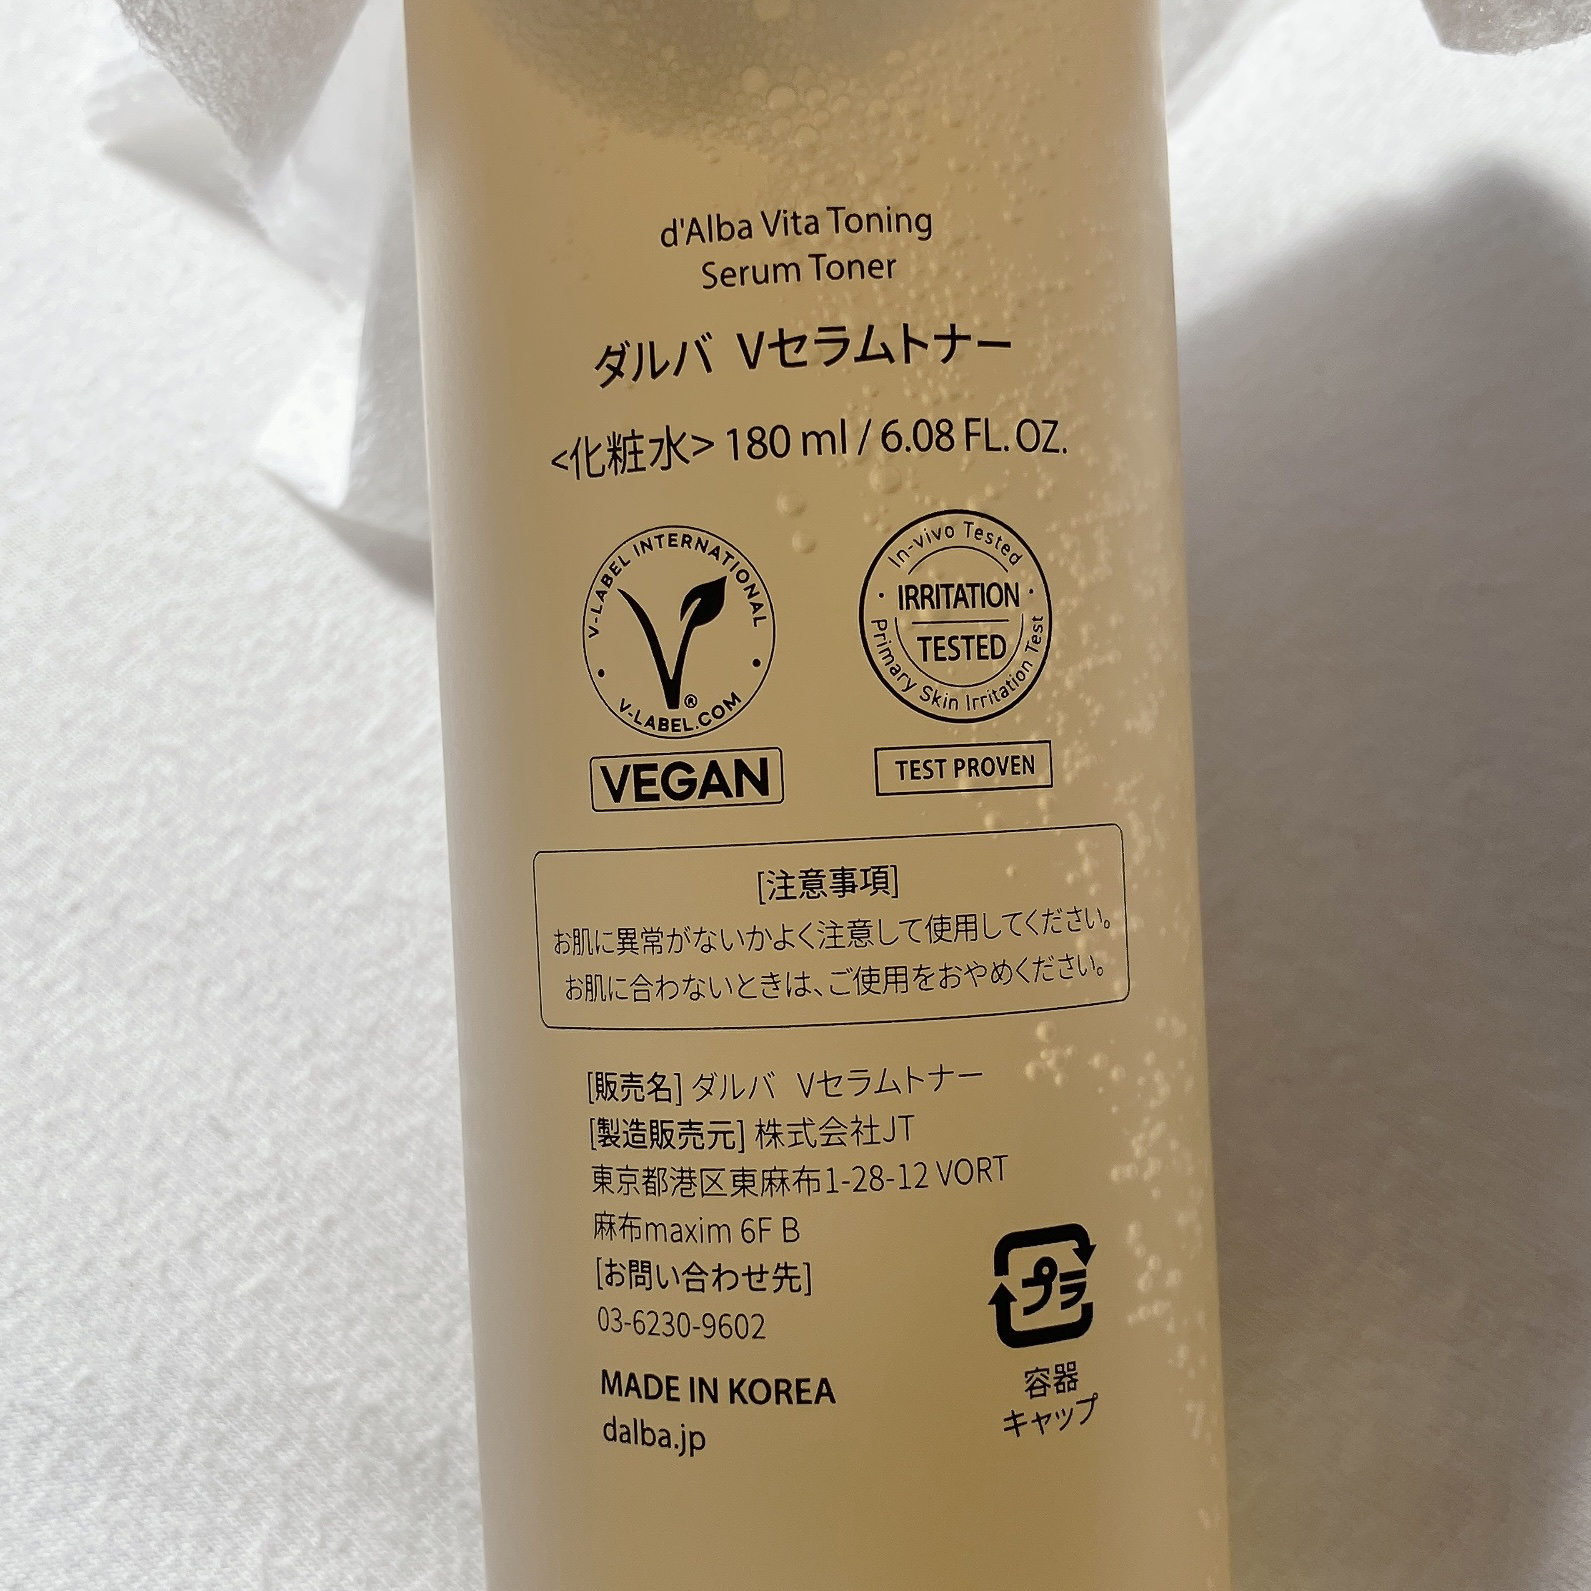 d'Alba Vita Toning
Serum Toner
ダルバ Vセラムトナー
<化粧水> 180 ml / 6.08 FL. OZ.
V-LABEL INTERNATIONAL
®
V-LABEL.COM
VEGAN
In-vivo Tested
IRRITATION
TESTED
Primary Skin Irritation Test
TEST PROVEN
[注意事項]
お肌に異常がないかよく注意して使用してください。
お肌に合わないときは、ご使用をおやめください。
[販売名] ダルバ Vセラムトナー
[製造販売元] 株式会社JT
東京都港区東麻布1-28-12 VORT
麻布maxim 6F B
[お問い合わせ先]
03-6230-9602
MADE IN KOREA
dalba.jp
プラ
容器
キャップ